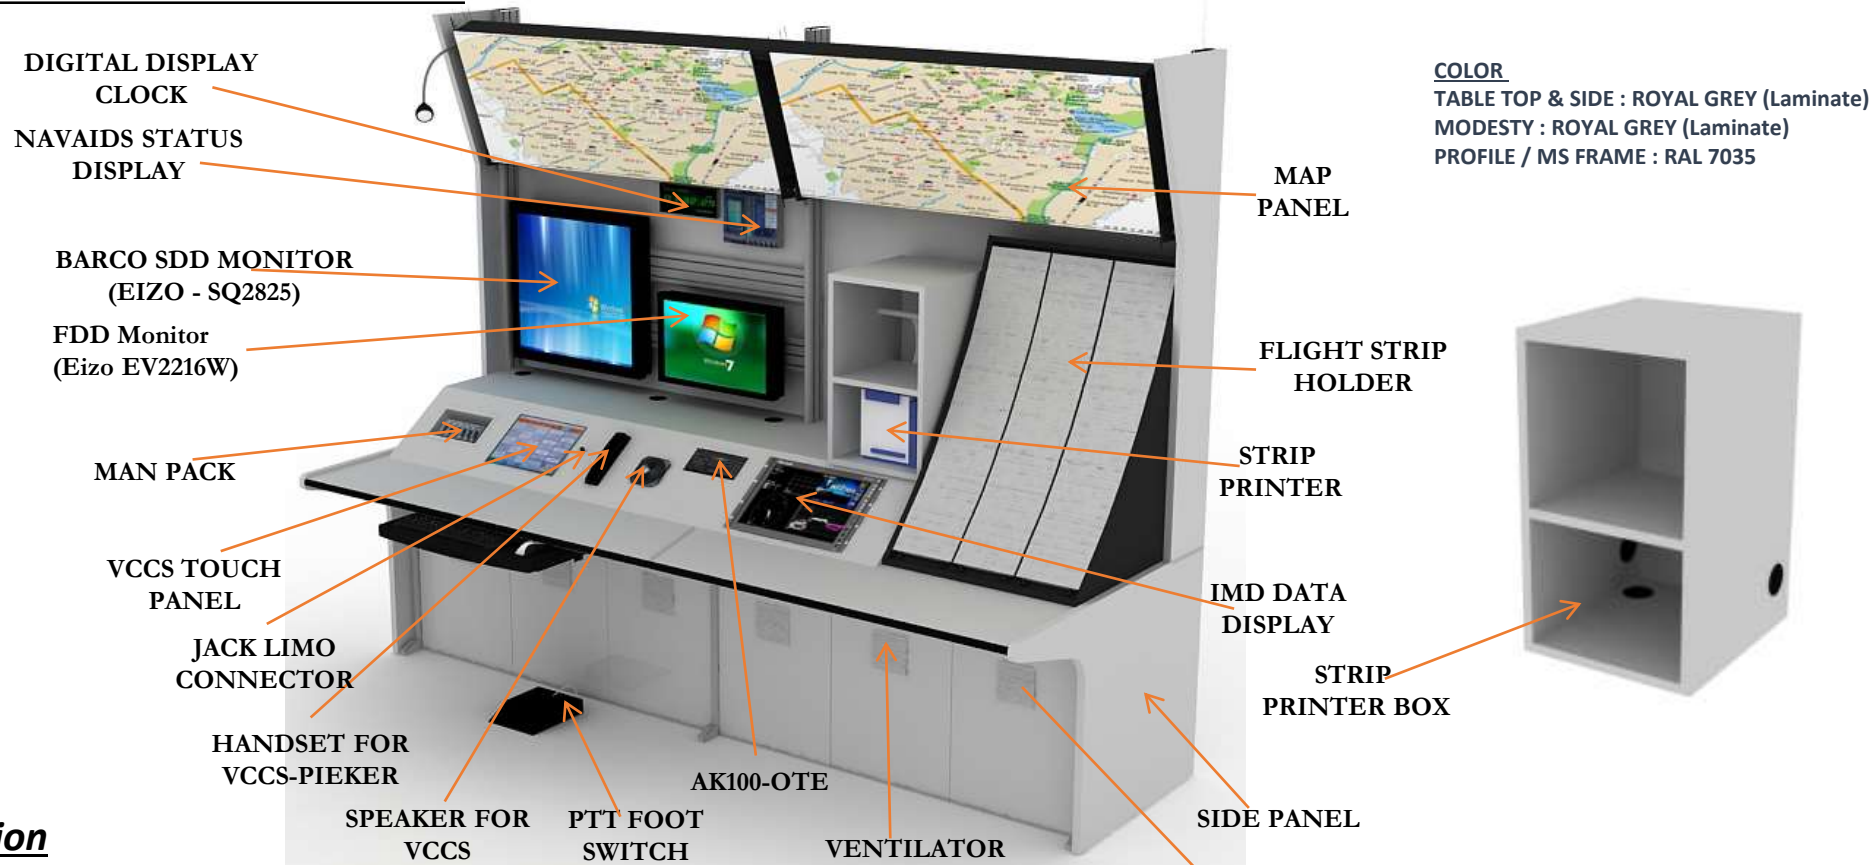 DIGITAL DISPLAY
CLOCK
NAVAIDS STATUS
DISPLAY
BARCO SDD MONITOR
(EIZO - SQ2825)
FDD Monitor
(Eizo EV2216W)
MAN PACK
VCCS TOUCH
PANEL
JACK LIMO
CONNECTOR
HANDSET FOR
VCCS-PIEKER
SPEAKER FOR
VCCS
PTT FOOT
SWITCH
AK100-OTE
VENTILATOR
SIDE PANEL
IMD DATA
DISPLAY
STRIP
PRINTER
FLIGHT STRIP
HOLDER
MAP
PANEL
COLOR
TABLE TOP & SIDE : ROYAL GREY (Laminate)
MODESTY : ROYAL GREY (Laminate)
PROFILE / MS FRAME : RAL 7035
STRIP
PRINTER BOX
ion